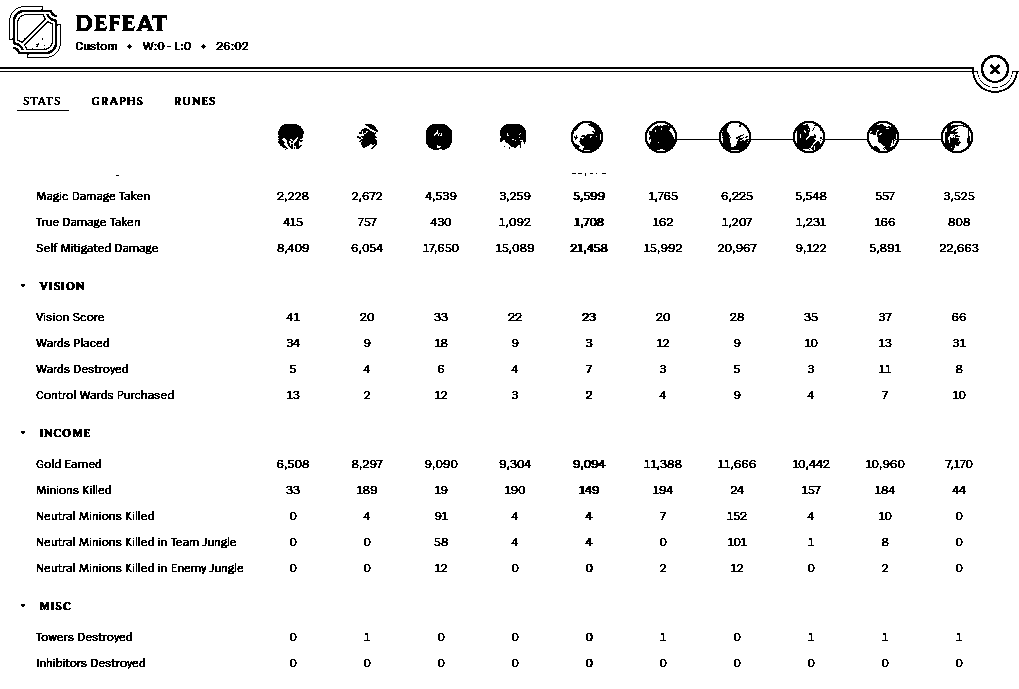 DEFEAT
Custom • W:0 - L:0 • 26:02
STATS GRAPHS RUNES
Magic Damage Taken 2,228 2,672 4,539 3,259 5,599 1,765 6,225 5,548 557 3,525
True Damage Taken 415 757 430 1,092 1,708 162 1,207 1,231 166 808
Self Mitigated Damage 8,409 6,054 17,650 15,089 21,458 15,992 20,967 9,122 5,891 22,663
VISION
Vision Score 41 20 33 22 23 20 28 35 37 66
Wards Placed 34 9 18 9 3 12 9 10 13 31
Wards Destroyed 5 4 6 4 7 3 5 3 11 8
Control Wards Purchased 13 2 12 3 2 4 9 4 7 10
INCOME
Gold Earned 6,508 8,297 9,090 9,304 9,094 11,388 11,666 10,442 10,960 7,170
Minions Killed 33 189 19 190 149 194 24 157 184 44
Neutral Minions Killed 0 4 91 4 4 7 152 4 10 0
Neutral Minions Killed in Team Jungle 0 0 58 4 4 0 101 1 8 0
Neutral Minions Killed in Enemy Jungle 0 0 12 0 0 2 12 0 2 0
MISC
Towers Destroyed 0 1 0 0 0 1 0 1 1 1
Inhibitors Destroyed 0 0 0 0 0 0 0 0 0 0